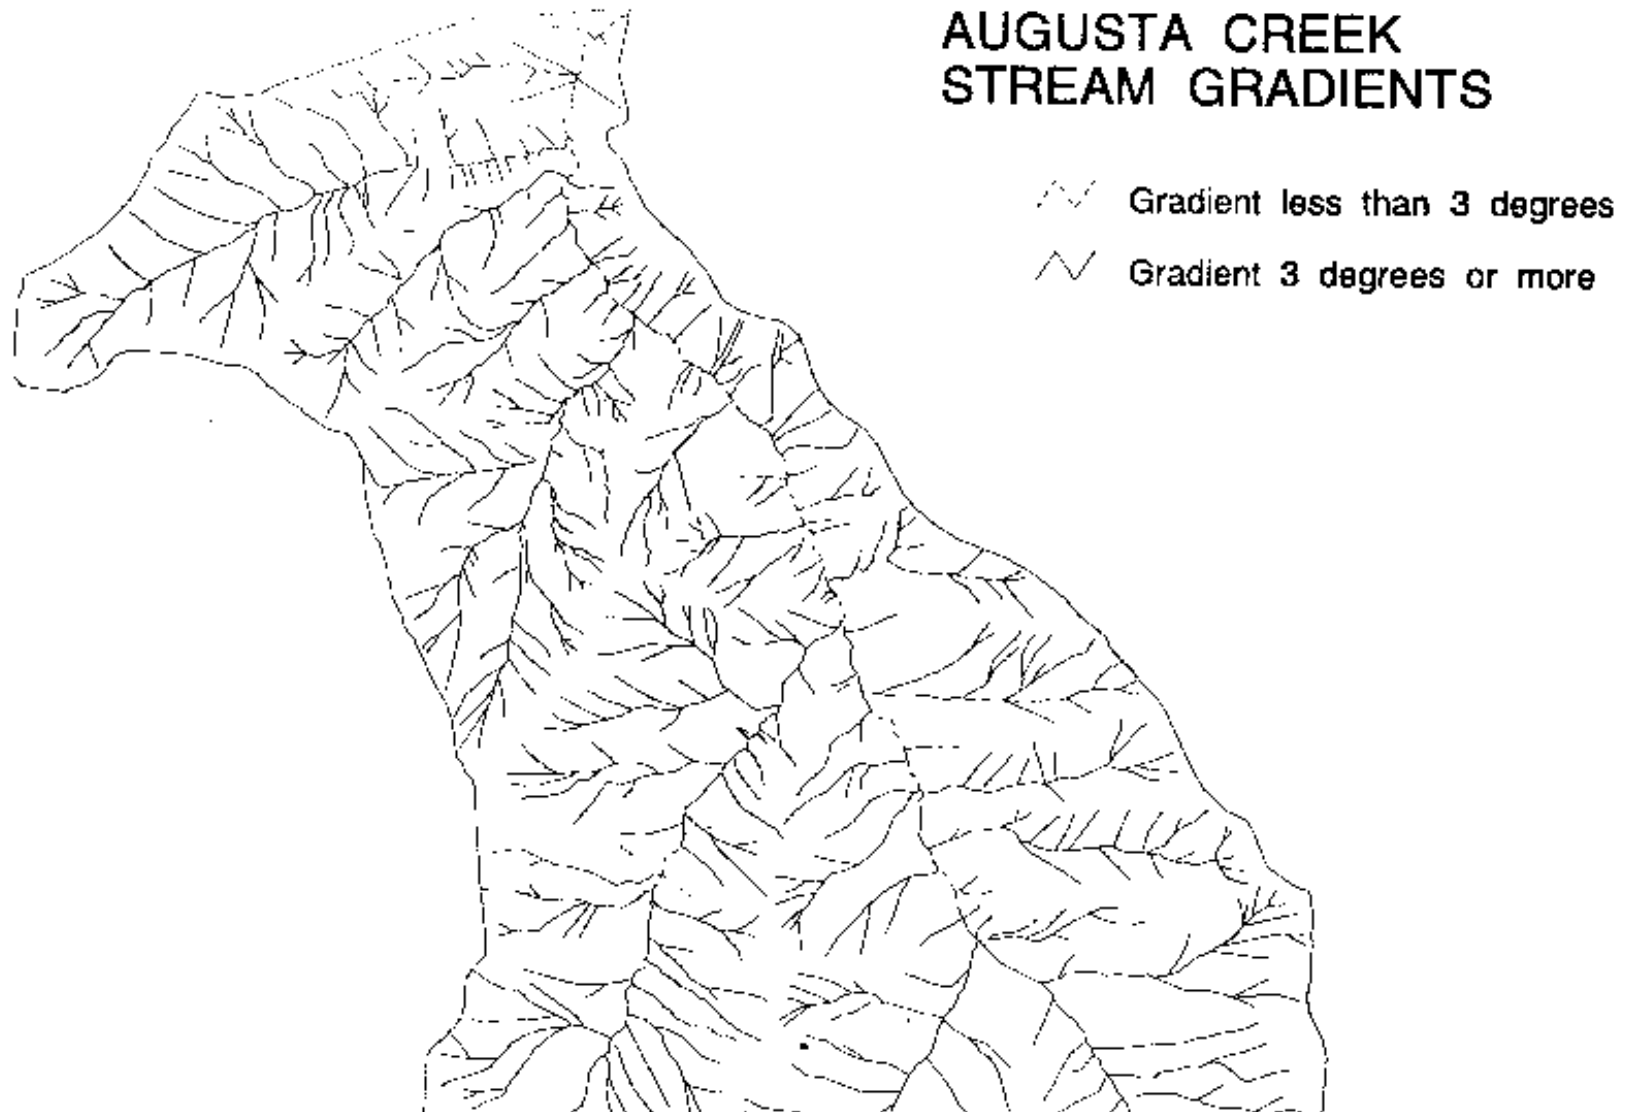 AUGUSTA CREEK
STREAM GRADIENTS
Gradient less than 3 degrees
Gradient 3 degrees or more